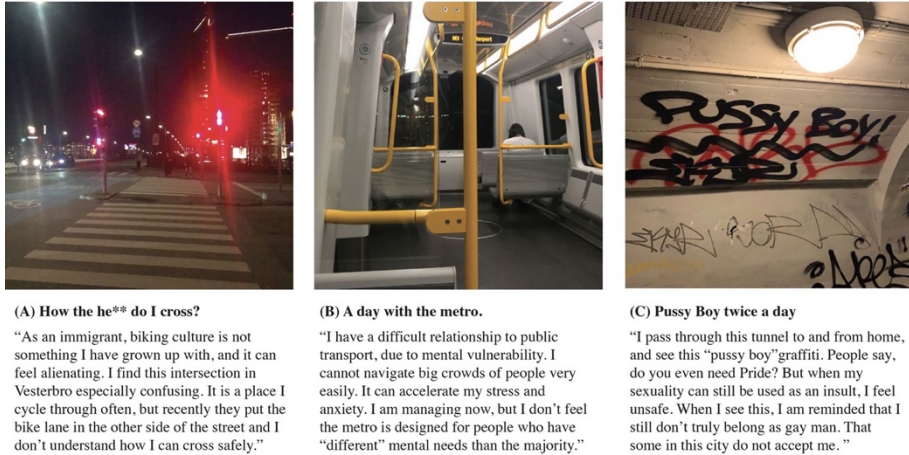 PUSSY BOY!
(A) How the he** do I cross?
“As an immigrant, biking culture is not
something I have grown up with, and it can
feel alienating. I find this intersection in
Vesterbro especially confusing. It is a place I
cycle through often, but recently they put the
bike lane in the other side of the street and I
don’t understand how I can cross safely.”
(B) A day with the metro.
“I have a difficult relationship to public
transport, due to mental vulnerability. I
cannot navigate big crowds of people very
easily. It can accelerate my stress and
anxiety. I am managing now, but I don’t feel
the metro is designed for people who have
“different” mental needs than the majority.”
(C) Pussy Boy twice a day
“I pass through this tunnel to and from home,
and see this “pussy boy”graffiti. People say,
do you even need Pride? But when my
sexuality can still be used as an insult, I feel
unsafe. When I see this, I am reminded that I
still don’t truly belong as gay man. That
some in this city do not accept me. ”